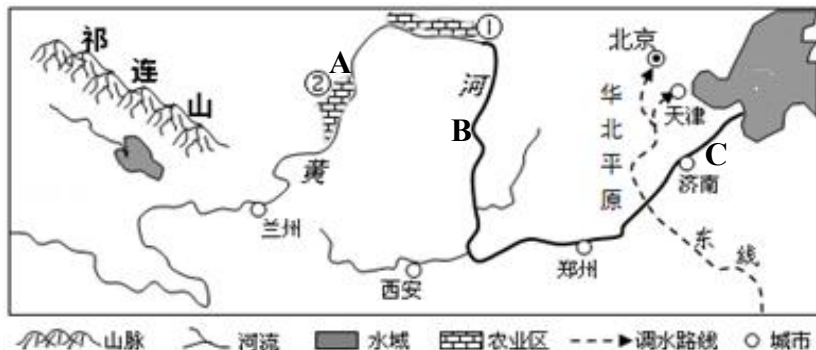 祁连山
A
①
②
黄河
B
C
北京
天津
华北平原
济南
兰州
西安
郑州
东线
山脉 河流 水域 农业区 调水路线 城市